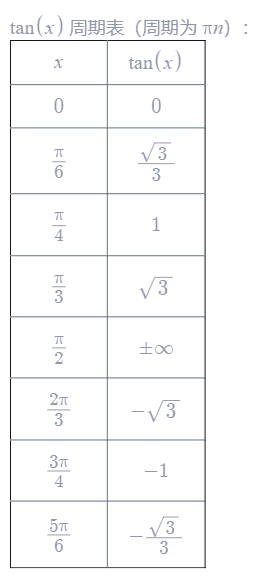 tan(x) 周期表（周期为 πn）：
x tan(x)
0 0
π/6 √3/3
π/4 1
π/3 √3
π/2 ±∞
2π/3 −√3
3π/4 −1
5π/6 −√3/3